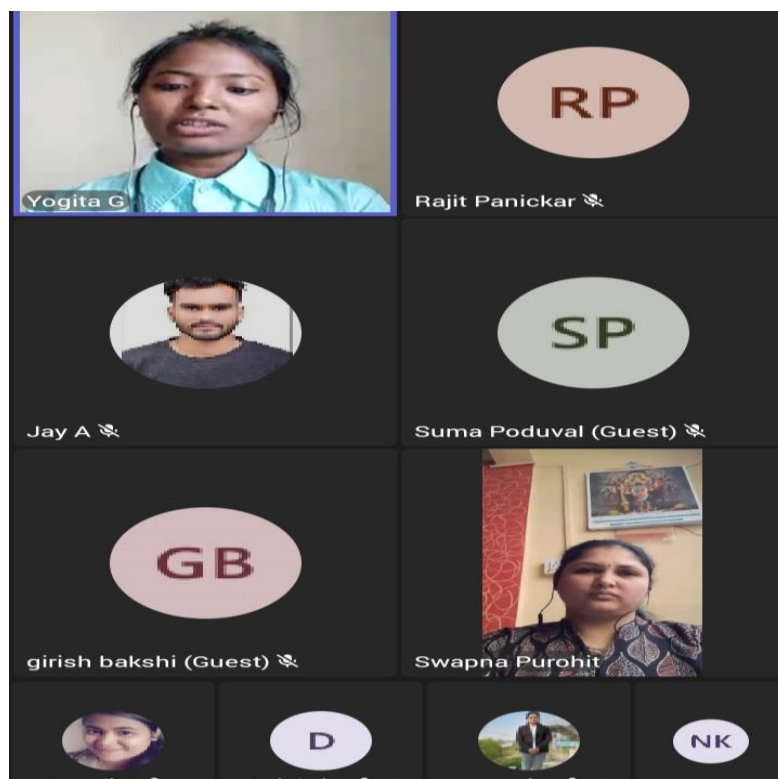 Yogita G
RP
Rajit Panickar
Jay A
SP
Suma Poduval (Guest)
GB
girish bakshi (Guest)
Swapna Purohit
D
NK